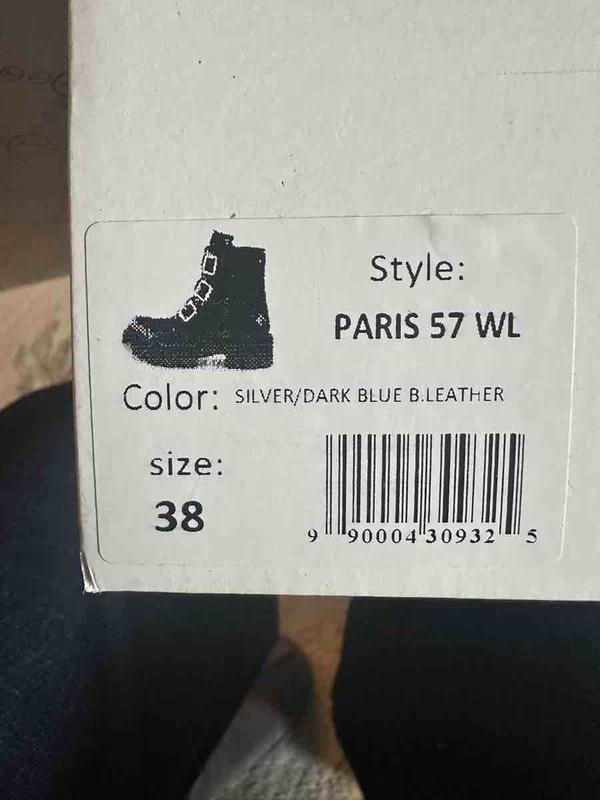 Style:
PARIS 57 WL
Color: SILVER/DARK BLUE B.LEATHER
size:
38
9 90004 30932 5